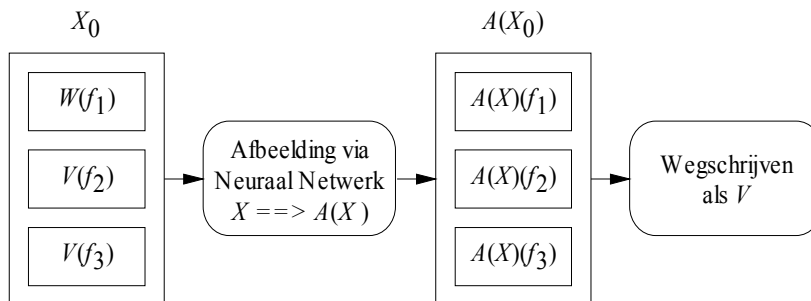 X₀
W(f₁)
V(f₂)
V(f₃)
Afbeelding via
Neuraal Netwerk
X ==> A(X )
A(X₀)
A(X)(f₁)
A(X)(f₂)
A(X)(f₃)
Wegschrijven
als V